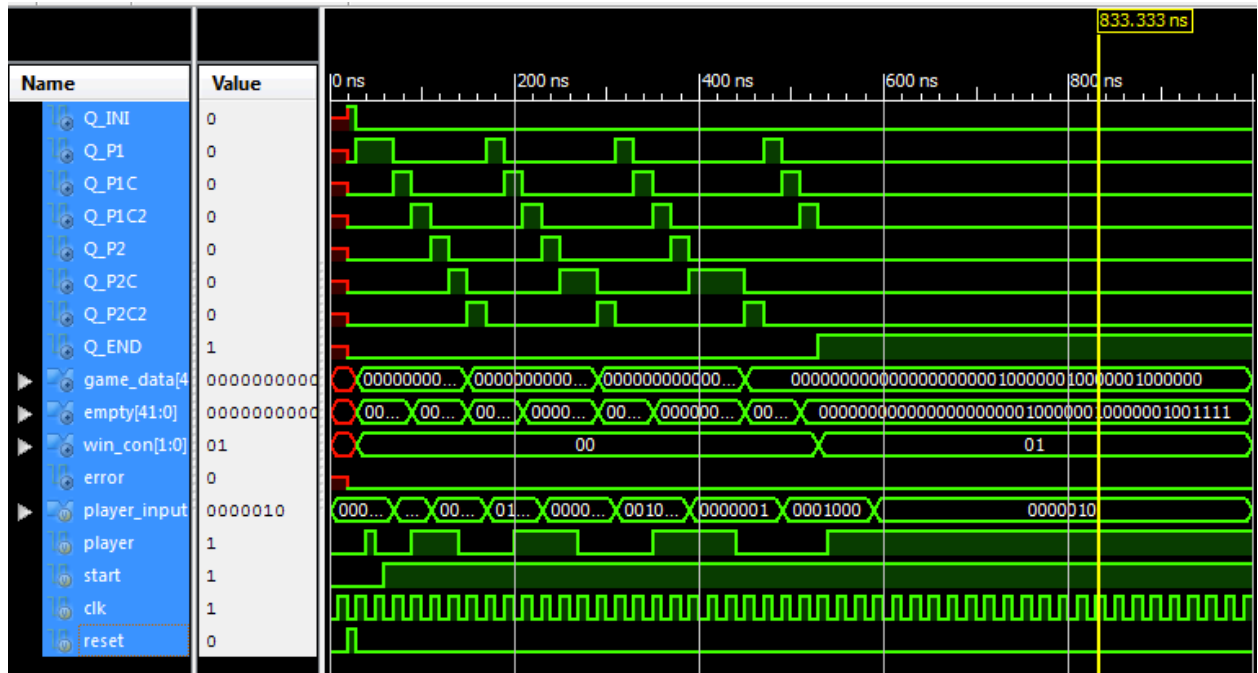 833.333 ns
Name Value 0 ns 200 ns 400 ns 600 ns 800 ns
Q_INI 0
Q_P1 0
Q_P1C 0
Q_P1C2 0
Q_P2 0
Q_P2C 0
Q_P2C2 0
Q_END 1
game_data[4 0000000000 00000000... 0000000000... 000000000000... 0000000000000000000000100000010000001000000
empty[41:0] 0000000000 00... 00... 00... 0000... 00... 000000... 00... 0000000000000000000000100000010000001001111
win_con[1:0] 01 00 01
error 0
player_input 0000010 000... ... 00... 01... 0000... 0010... 0000001 0001000 0000010
player 1
start 1
clk 1
reset 0